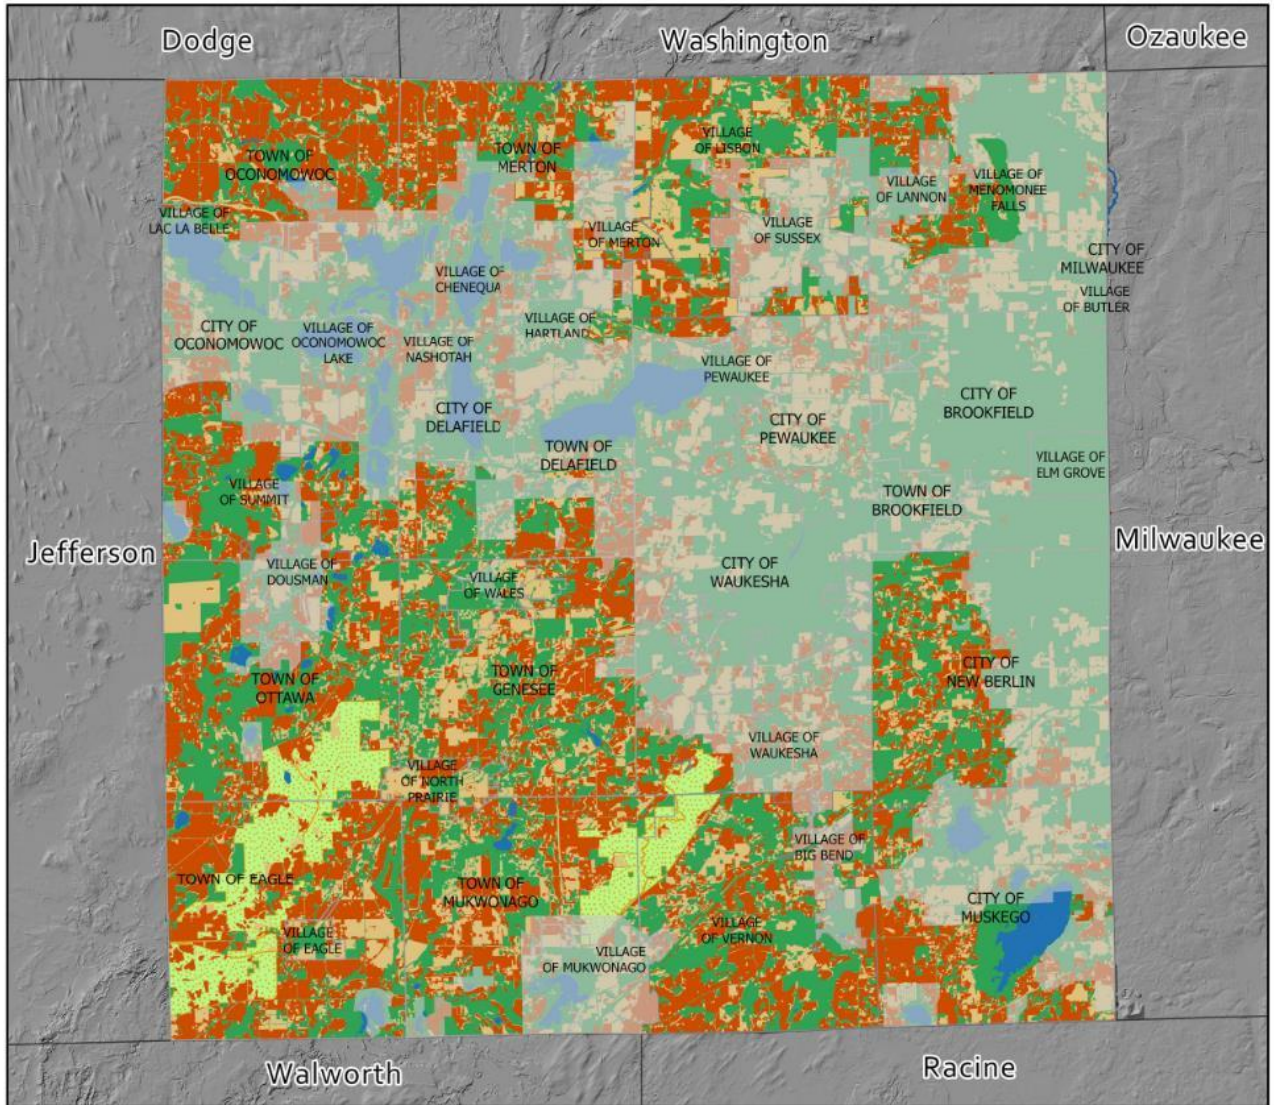 Dodge
Washington
Ozaukee
TOWN OF
OCONOMOWOC
TOWN OF
MERTON
VILLAGE
OF LISBON
VILLAGE OF
LANNON
VILLAGE OF
MENOMONEE
FALLS
VILLAGE OF
LAC LA BELLE
VILLAGE
OF MERTON
VILLAGE
OF SUSSEX
CITY OF
MILWAUKEE
VILLAGE OF
CHENEQUA
VILLAGE
OF BUTLER
CITY OF
OCONOMOWOC
VILLAGE OF
OCONOMOWOC
LAKE
VILLAGE OF
NASHOTAH
VILLAGE OF
HARTLAND
VILLAGE OF
PEWAUKEE
CITY OF
DELAFIELD
CITY OF
PEWAUKEE
CITY OF
BROOKFIELD
TOWN OF
DELAFIELD
VILLAGE OF
ELM GROVE
VILLAGE
OF SUMMIT
TOWN OF
BROOKFIELD
Jefferson
Milwaukee
VILLAGE OF
DOUSMAN
VILLAGE
OF WALES
CITY OF
WAUKESHA
TOWN OF
OTTAWA
TOWN OF
GENESEE
CITY OF
NEW BERLIN
VILLAGE OF
WAUKESHA
VILLAGE
OF NORTH
PRAIRIE
VILLAGE OF
BIG BEND
TOWN OF EAGLE
TOWN OF
MUKWONAGO
CITY OF
MUSKEGO
VILLAGE
OF EAGLE
VILLAGE
OF VERNON
VILLAGE
OF MUKWONAGO
Walworth
Racine